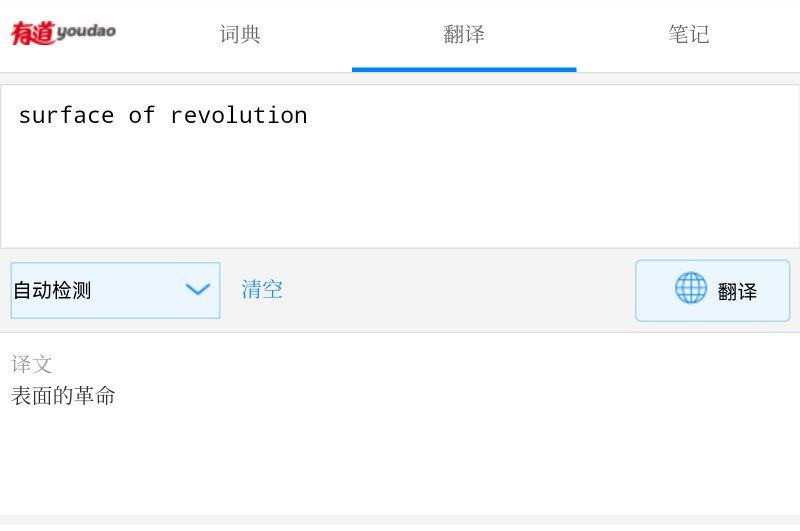 有道 youdao 词典 翻译 笔记
surface of revolution
自动检测 清空 翻译
译文
表面的革命